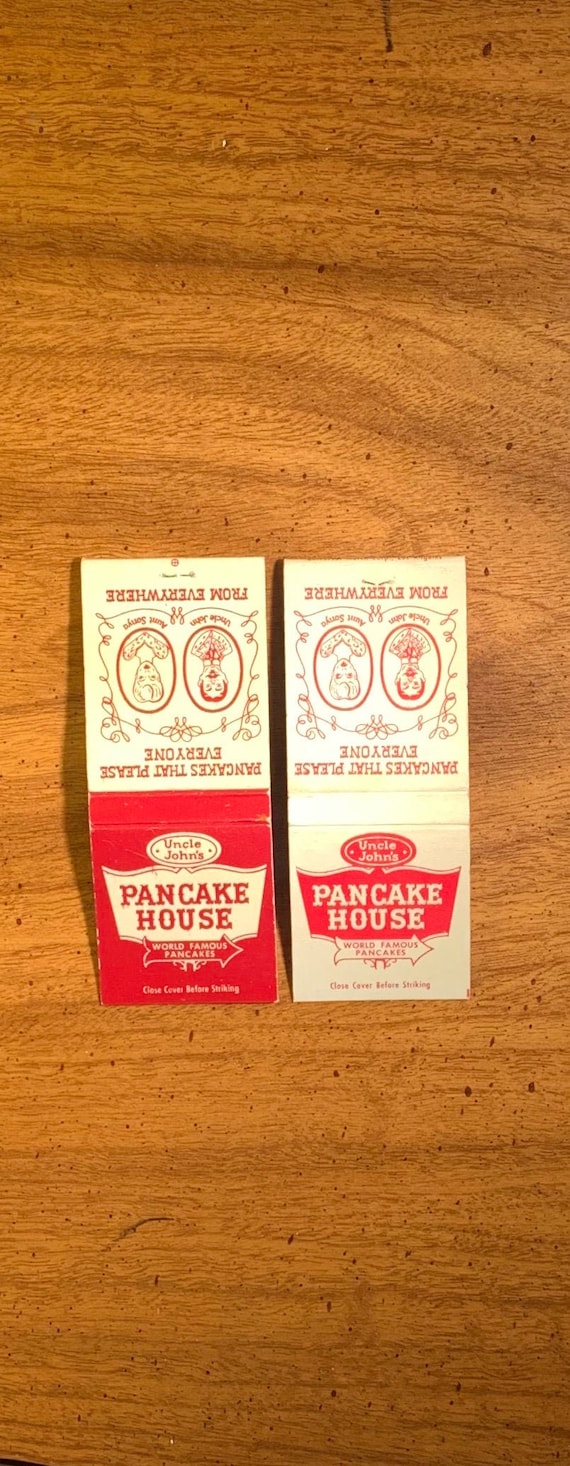 FROM EVERYWHERE
Aunt Sonya
Uncle John
PANCAKES THAT PLEASE
EVERYONE
Uncle
John's
PANCAKE
HOUSE
WORLD FAMOUS
PANCAKES
Close Cover Before Striking
FROM EVERYWHERE
Aunt Sonya
Uncle John
PANCAKES THAT PLEASE
EVERYONE
Uncle
John's
PANCAKE
HOUSE
WORLD FAMOUS
PANCAKES
Close Cover Before Striking